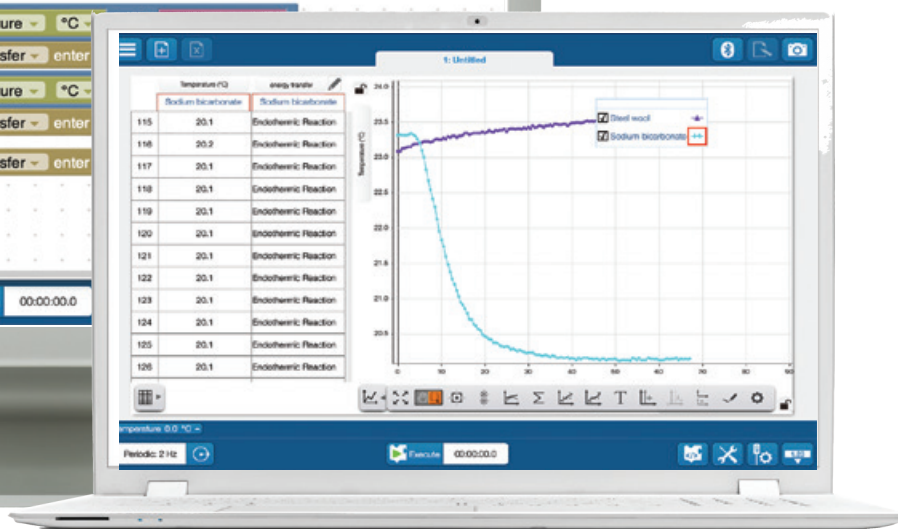 ure °C
sfer enter
ure °C
sfer enter
sfer enter
00:00:00.0
1: Untitled
Temperature (°C) energy transfer
Sodium bicarbonate Sodium bicarbonate
115 20.1 Endothermic Reaction
116 20.2 Endothermic Reaction
117 20.1 Endothermic Reaction
118 20.1 Endothermic Reaction
119 20.1 Endothermic Reaction
120 20.1 Endothermic Reaction
121 20.1 Endothermic Reaction
122 20.1 Endothermic Reaction
123 20.1 Endothermic Reaction
124 20.1 Endothermic Reaction
125 20.1 Endothermic Reaction
126 20.1 Endothermic Reaction
Temperature (°C)
24.0
23.5
23.0
22.5
22.0
21.5
21.0
20.5
Steel wool
Sodium bicarbonate
0 10 20 30 40 50 60 70 80 90
Σ T
emperature 0.0 °C
Periodic: 2 Hz
Execute 00:00:00.0